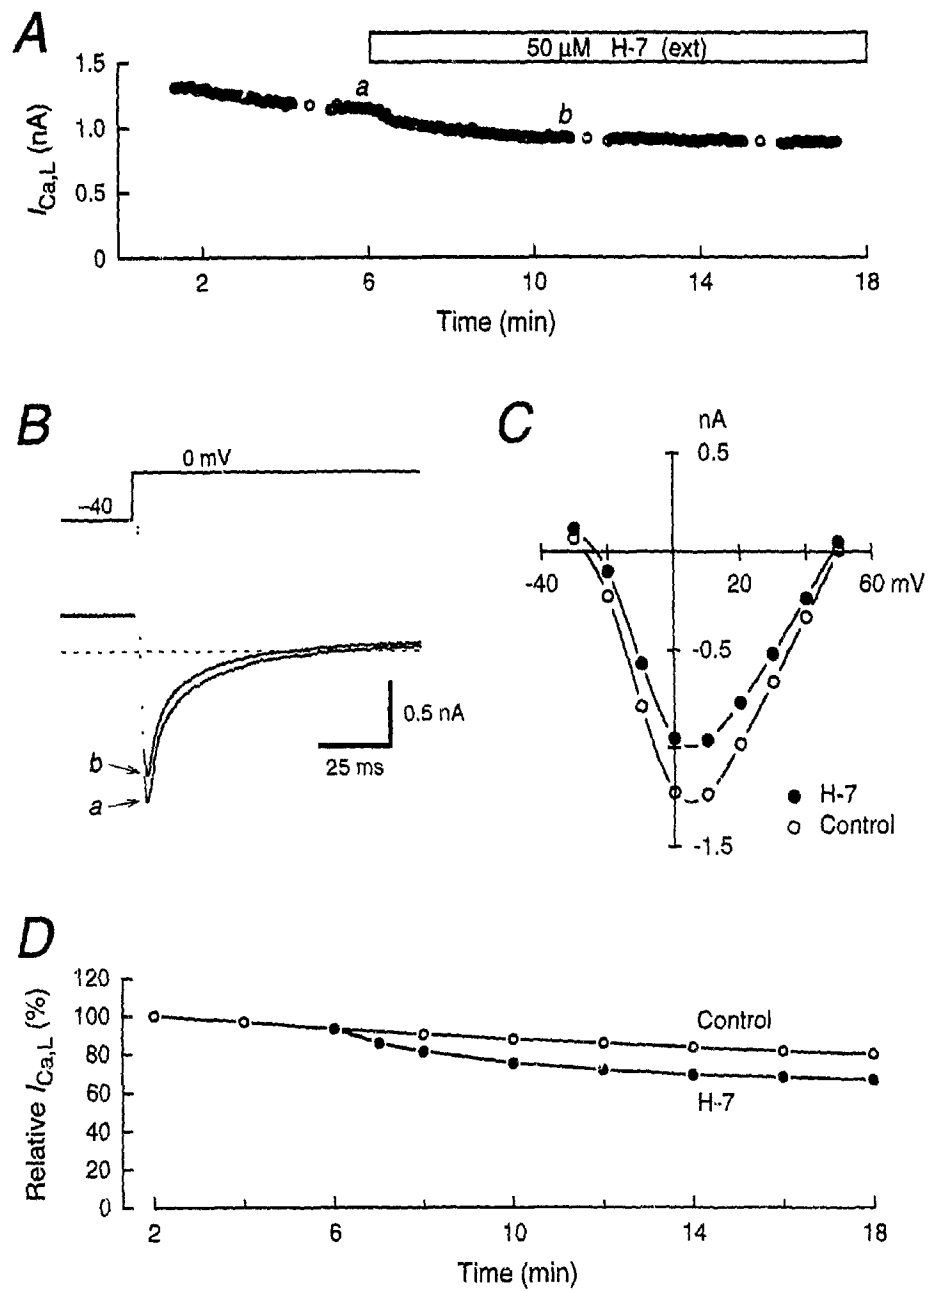 A
50 µM H-7 (ext)
1.5
1.0
0.5
0
I_Ca,L (nA)
a
b
2
6
10
14
18
Time (min)
B
0 mV
–40
0.5 nA
25 ms
b
a
C
nA
0.5
-40
20
60 mV
-0.5
-1.5
H-7
Control
D
120
100
80
60
40
20
0
Relative I_Ca,L (%)
Control
H-7
2
6
10
14
18
Time (min)